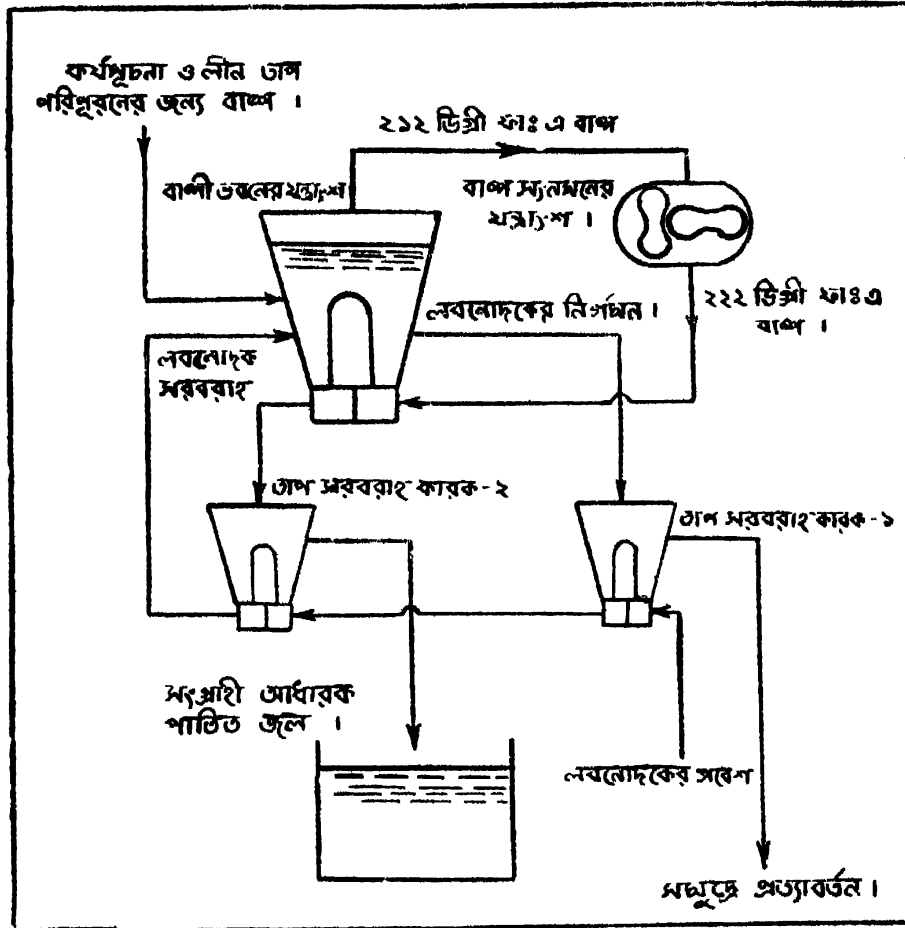 কর্যসূচনা ও লীন তাপ
পরিপূরনের জন্য বাষ্প ।
২১২ ডিগ্রী ফাঃ এ বাষ্প
বাষ্পী ভবনের যন্ত্রাংশ
বাষ্প সংনমনের
যন্ত্রাংশ ।
২২২ ডিগ্রী ফাঃ এ
বাষ্প ।
লবনোদকের নির্গমন ।
লবনোদক
সরবরাহ
তাপ সরবরাহ কারক - ২
তাপ সরবরাহ কারক - ১
সংগ্রাহী আধারক
পাতিত জল ।
লবনোদকের প্রবেশ
সমুদ্রে প্রত্যাবর্তন ।